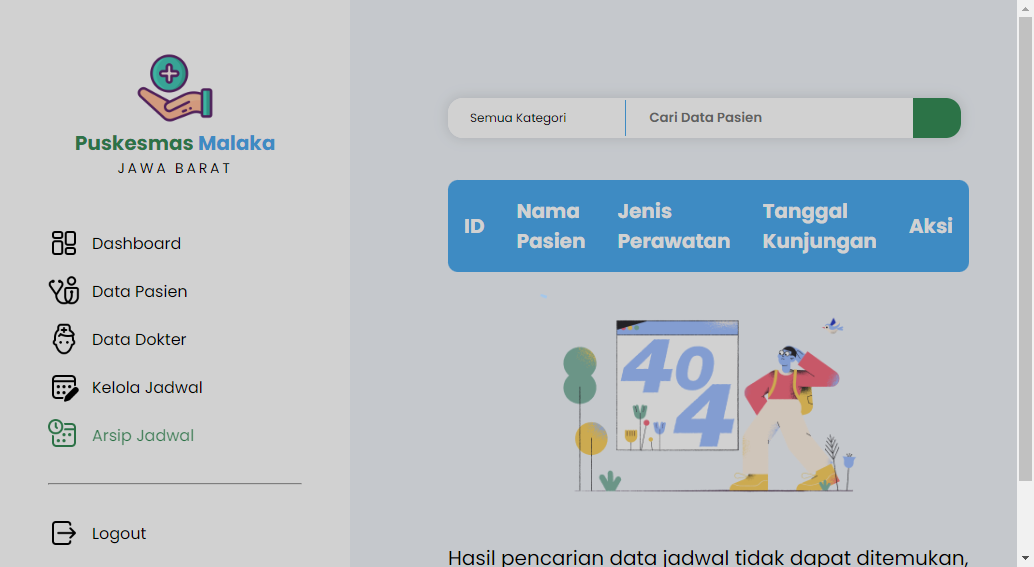 Puskesmas Malaka
JAWA BARAT
Dashboard
Data Pasien
Data Dokter
Kelola Jadwal
Arsip Jadwal
Logout
Semua Kategori
Cari Data Pasien
ID
Nama
Pasien
Jenis
Perawatan
Tanggal
Kunjungan
Aksi
404
Hasil pencarian data jadwal tidak dapat ditemukan,